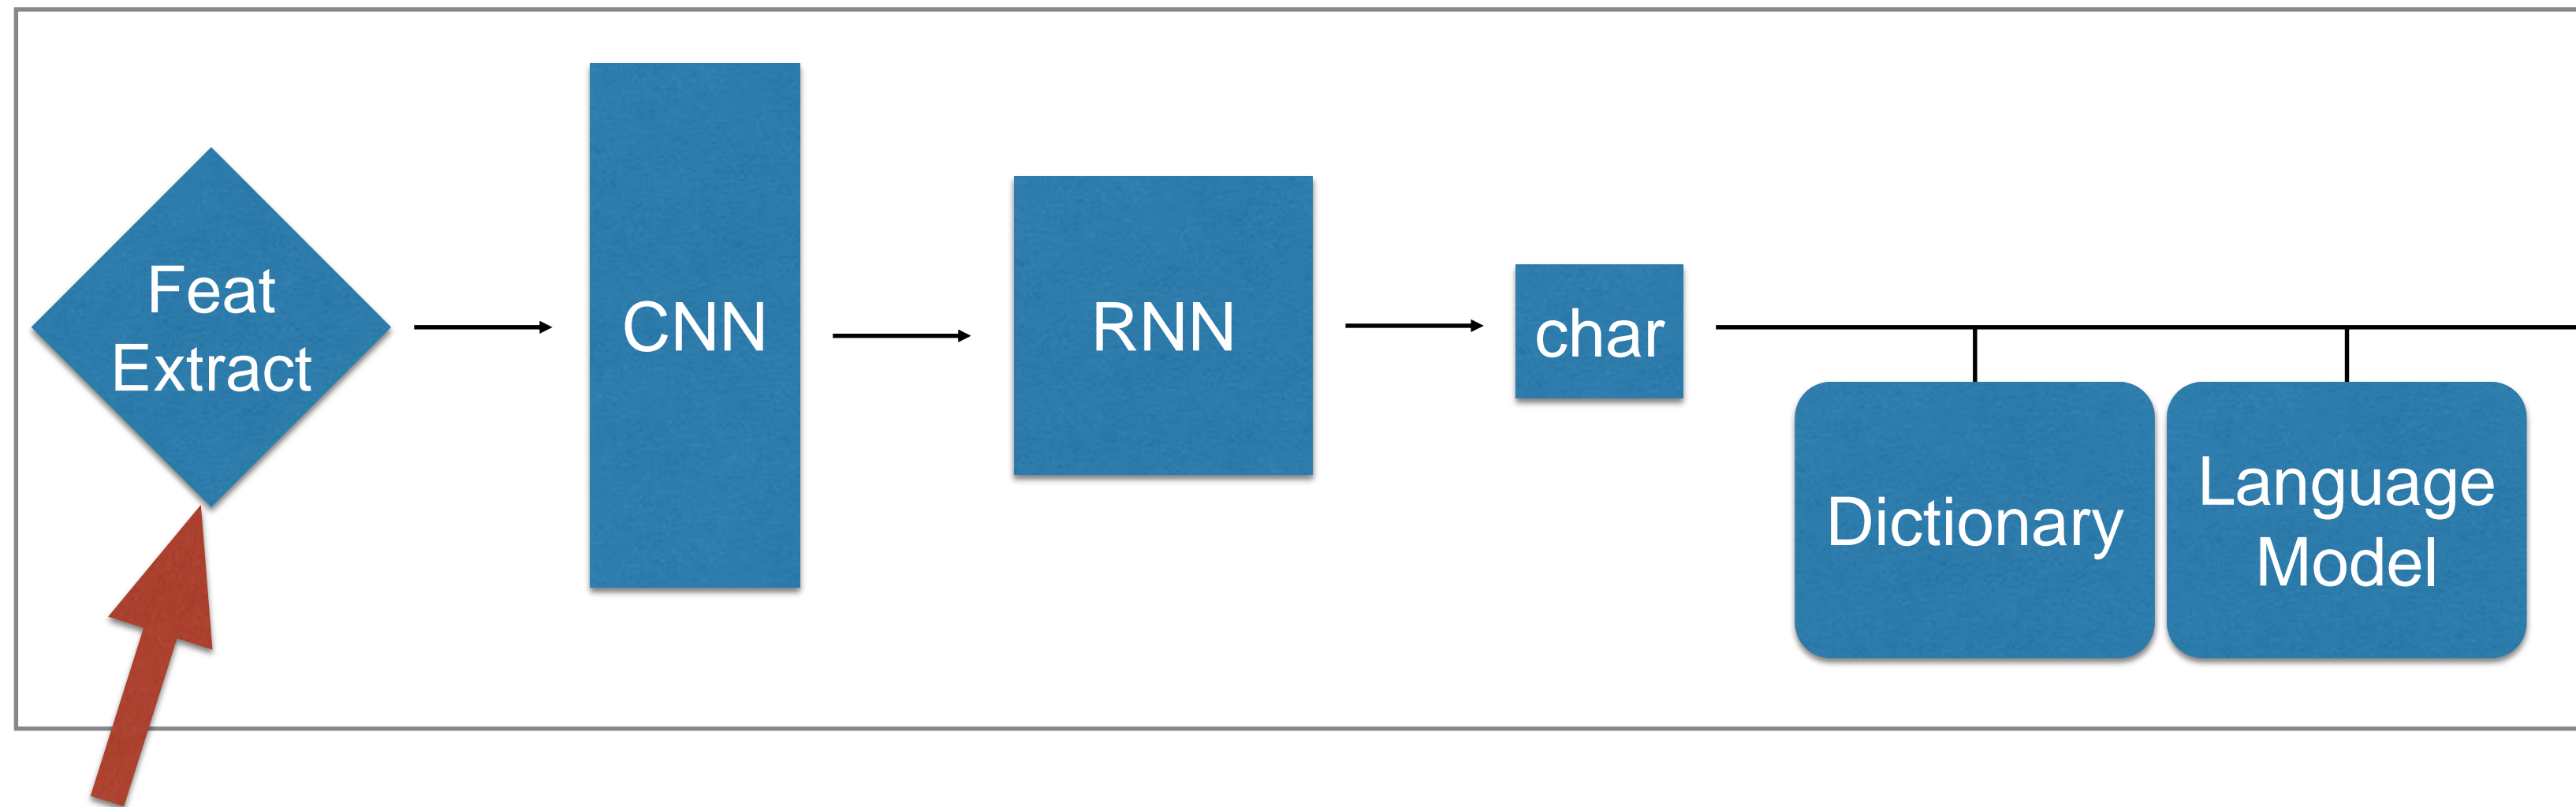 Feat
Extract
CNN
RNN
char
Dictionary
Language
Model